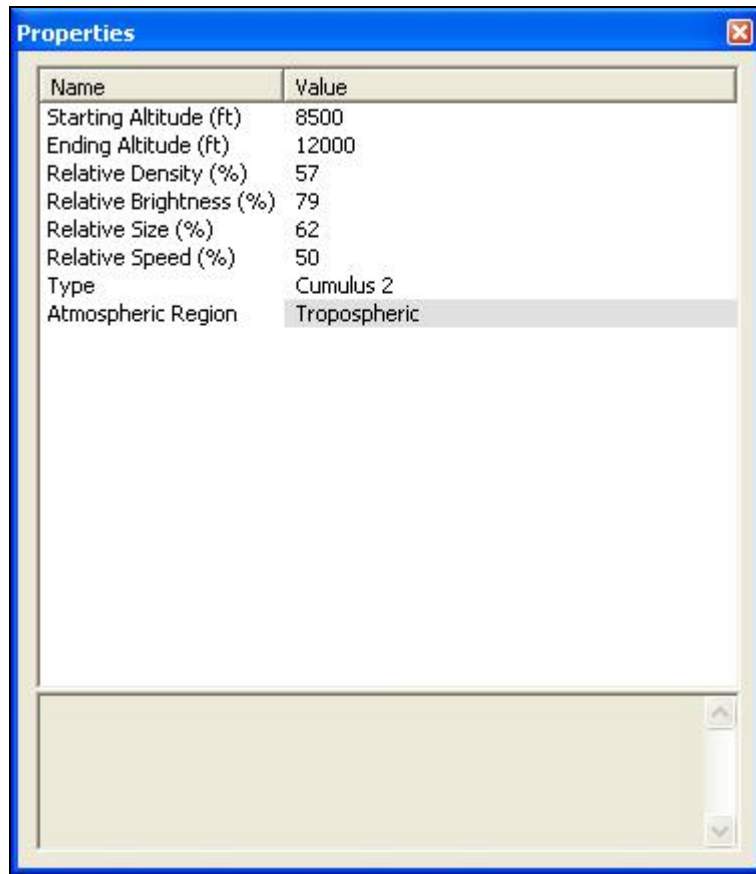 Properties
Name Value
Starting Altitude (ft) 8500
Ending Altitude (ft) 12000
Relative Density (%) 57
Relative Brightness (%) 79
Relative Size (%) 62
Relative Speed (%) 50
Type Cumulus 2
Atmospheric Region Tropospheric